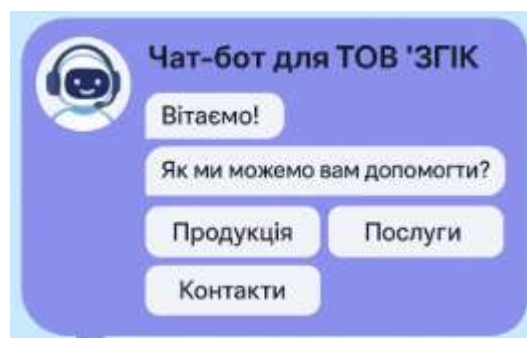 Чат-бот для ТОВ 'ЗГІК
Вітаємо!
Як ми можемо вам допомогти?
Продукція
Послуги
Контакти